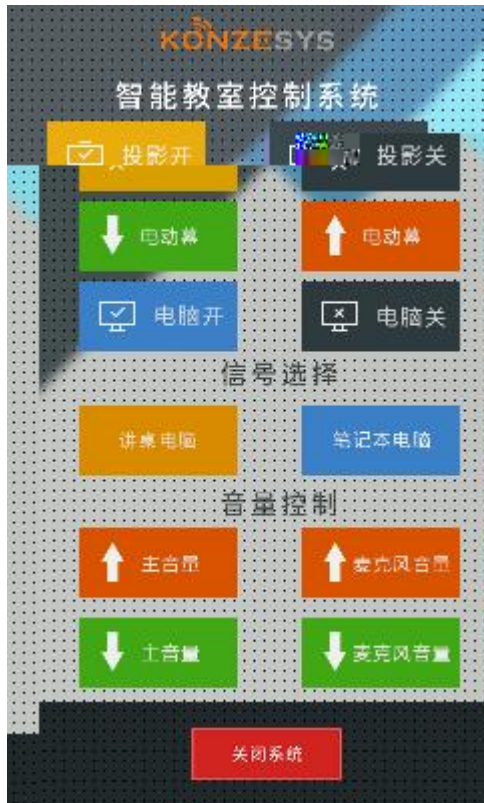 KONZESYS
智能教室控制系统
投影开
投影关
电动幕
电动幕
电脑开
电脑关
信号选择
讲桌电脑
笔记本电脑
音量控制
主音量
麦克风音量
主音量
麦克风音量
关闭系统